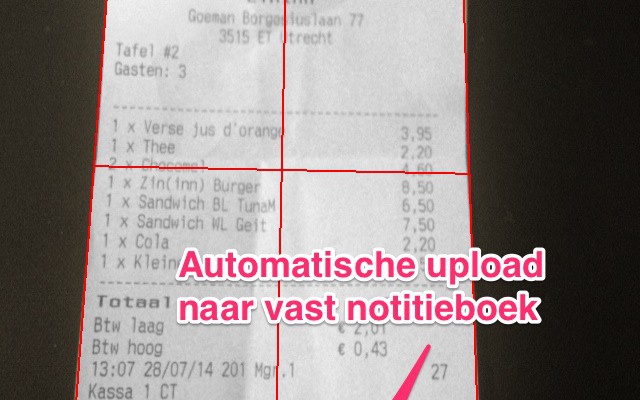 Goeman Borgesiuslaan 77
3515 ET Utrecht
Tafel #2
Gasten: 3
1 x Verse jus d'orange 3,95
1 x Thee 2,20
2 x Chocomel 4,60
1 x Zin(inn) Burger 8,50
1 x Sandwich BL TunaM 6,50
1 x Sandwich WL Geit 7,50
1 x Cola 2,20
1 x
Automatische upload
naar vast notitieboek
Totaal
Btw laag € 2,01
Btw hoog € 0,43
13:07 28/07/14 201 Mgr.1 27
Kassa 1 CT